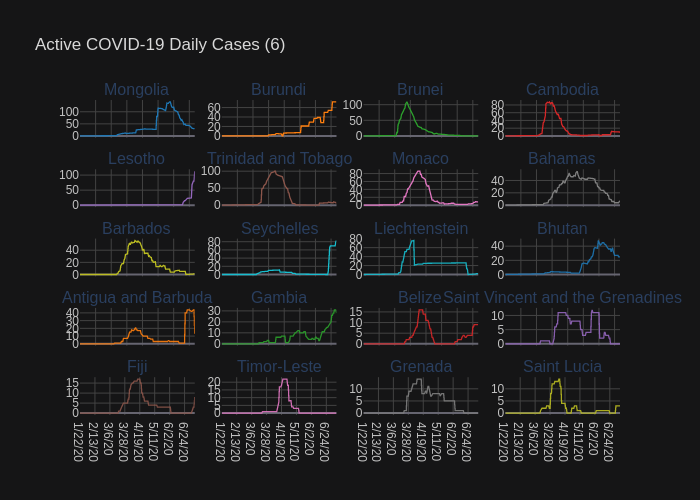 Active COVID-19 Daily Cases (6)
Mongolia Burundi Brunei Cambodia
100 50 0
60 40 20 0
100 50 0
80 60 40 20 0
Lesotho Trinidad and Tobago Monaco Bahamas
100 50 0
100 50 0
80 60 40 20 0
40 20 0
Barbados Seychelles Liechtenstein Bhutan
40 20 0
80 60 40 20 0
80 60 40 20 0
40 20 0
Antigua and Barbuda Gambia Belize Saint Vincent and the Grenadines
40 30 20 10 0
30 20 10 0
15 10 5 0
10 5 0
Fiji Timor-Leste Grenada Saint Lucia
15 10 5 0
20 15 10 5 0
10 5 0
10 5 0
1/22/20 2/13/20 3/6/20 3/28/20 4/19/20 5/11/20 6/2/20 6/24/20
1/22/20 2/13/20 3/6/20 3/28/20 4/19/20 5/11/20 6/2/20 6/24/20
1/22/20 2/13/20 3/6/20 3/28/20 4/19/20 5/11/20 6/2/20 6/24/20
1/22/20 2/13/20 3/6/20 3/28/20 4/19/20 5/11/20 6/2/20 6/24/20